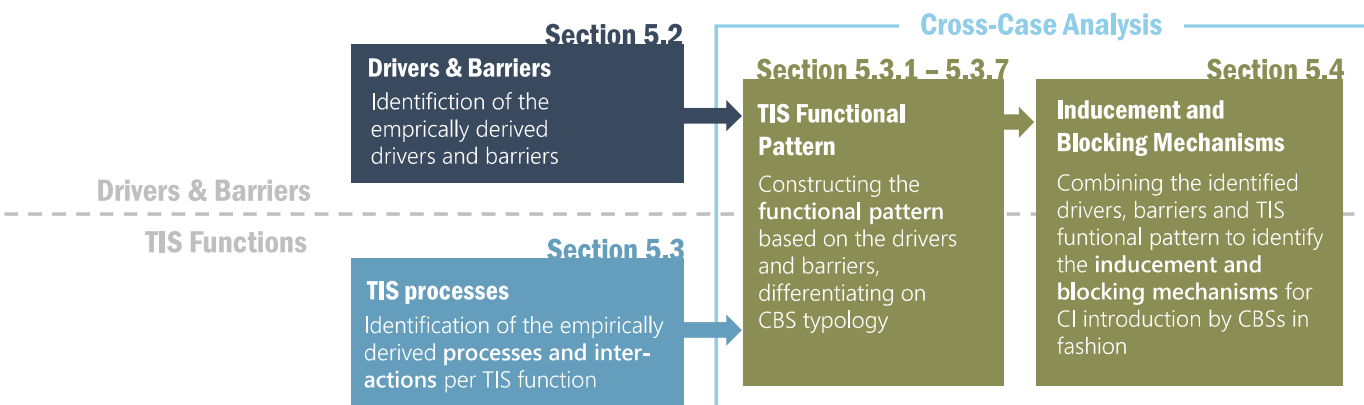 Cross-Case Analysis
Section 5.2
Drivers & Barriers
Identifiction of the
emprically derived
drivers and barriers
Drivers & Barriers
TIS Functions
Section 5.3
TIS processes
Identification of the empirically
derived processes and inter-
actions per TIS function
Section 5.3.1 – 5.3.7
TIS Functional
Pattern
Constructing the
functional pattern
based on the drivers
and barriers,
differentiating on
CBS typology
Section 5.4
Inducement and
Blocking Mechanisms
Combining the identified
drivers, barriers and TIS
funtional pattern to identify
the inducement and
blocking mechanisms for
CI introduction by CBSs in
fashion